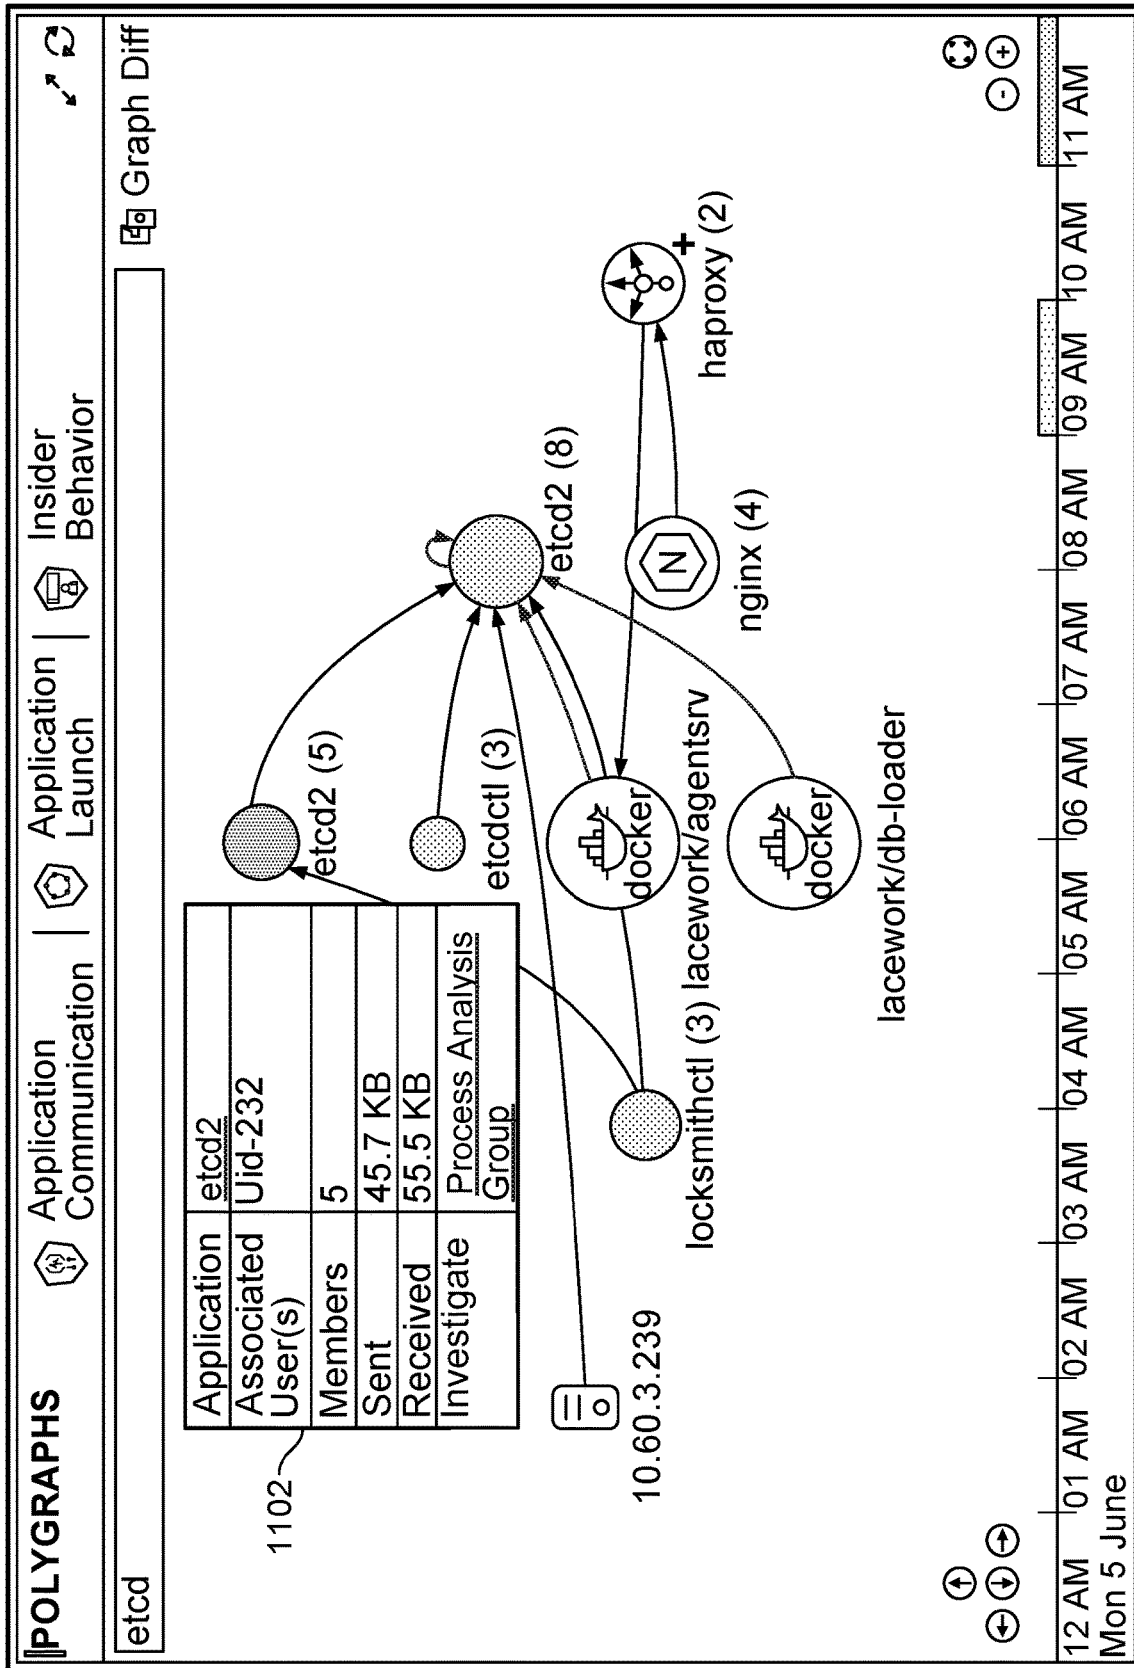 POLYGRAPHS
Application
Communication
Application
Launch
Insider
Behavior
etcd
Graph Diff
1102
Application etcd2
Associated Uid-232
User(s)
Members 5
Sent 45.7 KB
Received 55.5 KB
Investigate Process Analysis
Group
etcd2 (5)
etcdctl (3)
etcd2 (8)
haproxy (2)
N
nginx (4)
docker
lacework/agentsrv
docker
lacework/db-loader
locksmithctl (3)
10.60.3.239
12 AM 01 AM 02 AM 03 AM 04 AM 05 AM 06 AM 07 AM 08 AM 09 AM 10 AM 11 AM
Mon 5 June